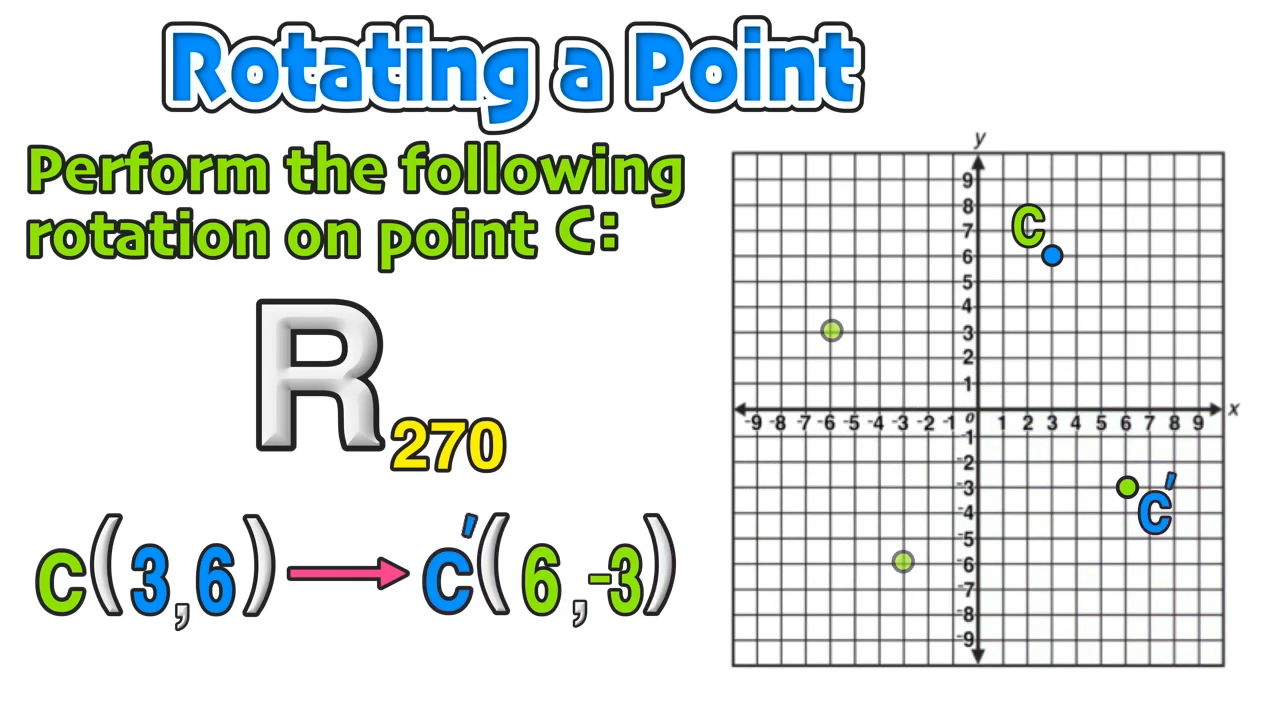 Rotating a Point
Perform the following
rotation on point C:
R270
C(3,6) C′(6,-3)
y
9
8
7
6
5
4
3
2
1
C
-9 -8 -7 -6 -5 -4 -3 -2 -1 0 1 2 3 4 5 6 7 8 9 x
-1
-2
-3
-4
-5
-6
-7
-8
-9
C′